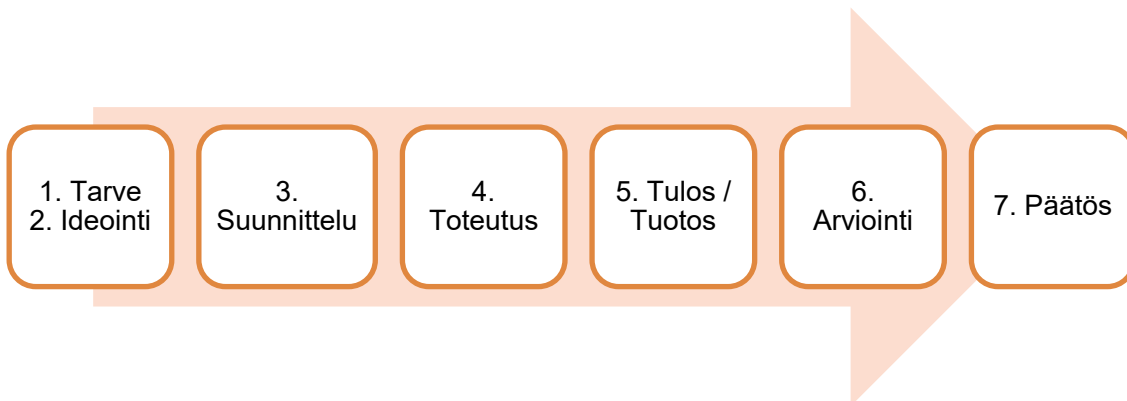 1. Tarve
2. Ideointi
3.
Suunnittelu
4.
Toteutus
5. Tulos /
Tuotos
6.
Arviointi
7. Päätös